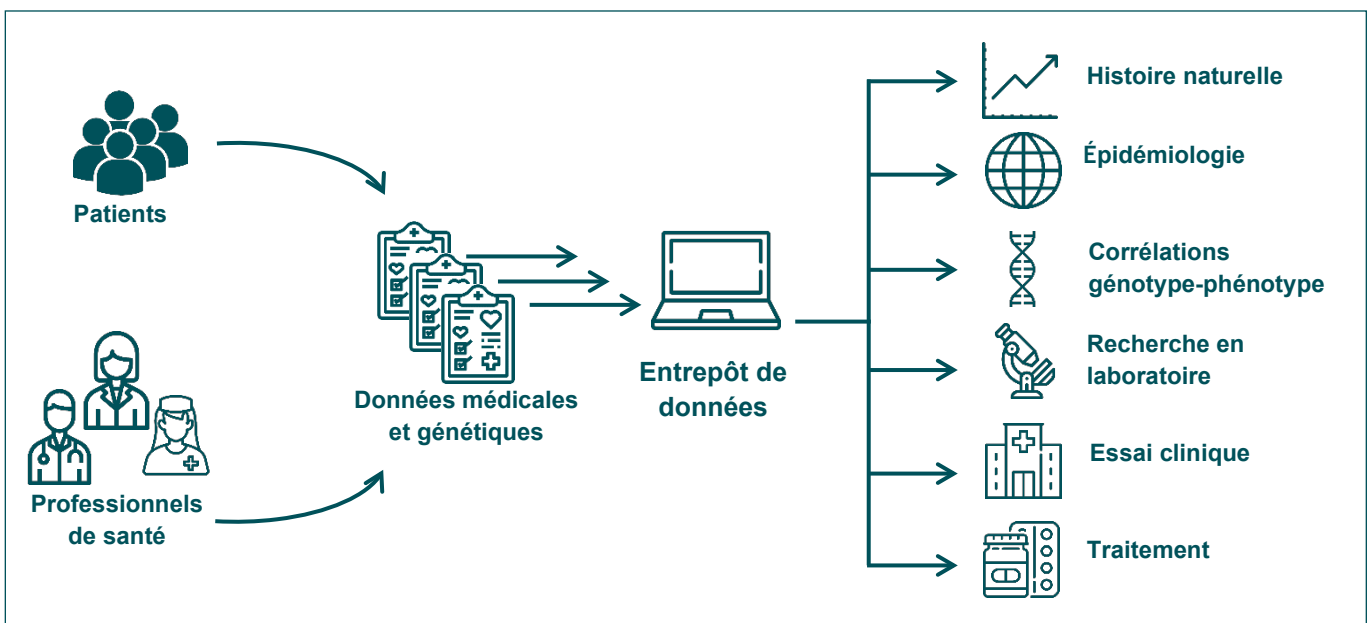 Patients
Professionnels
de santé
Données médicales
et génétiques
Entrepôt de
données
Histoire naturelle
Épidémiologie
Corrélations
génotype-phénotype
Recherche en
laboratoire
Essai clinique
Traitement